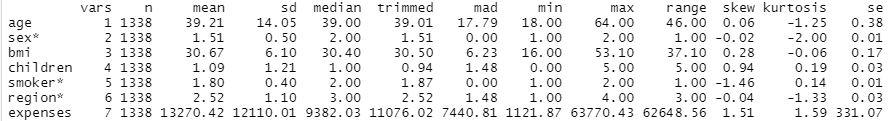 vars n mean sd median trimmed mad min max range skew kurtosis se
age 1 1338 39.21 14.05 39.00 39.01 17.79 18.00 64.00 46.00 0.06 -1.25 0.38
sex* 2 1338 1.51 0.50 2.00 1.51 0.00 1.00 2.00 1.00 -0.02 -2.00 0.01
bmi 3 1338 30.67 6.10 30.40 30.50 6.23 16.00 53.10 37.10 0.28 -0.06 0.17
children 4 1338 1.09 1.21 1.00 0.94 1.48 0.00 5.00 5.00 0.94 0.19 0.03
smoker* 5 1338 1.80 0.40 2.00 1.87 0.00 1.00 2.00 1.00 -1.46 0.14 0.01
region* 6 1338 2.52 1.10 3.00 2.52 1.48 1.00 4.00 3.00 -0.04 -1.33 0.03
expenses 7 1338 13270.42 12110.01 9382.03 11076.02 7440.81 1121.87 63770.43 62648.56 1.51 1.59 331.07